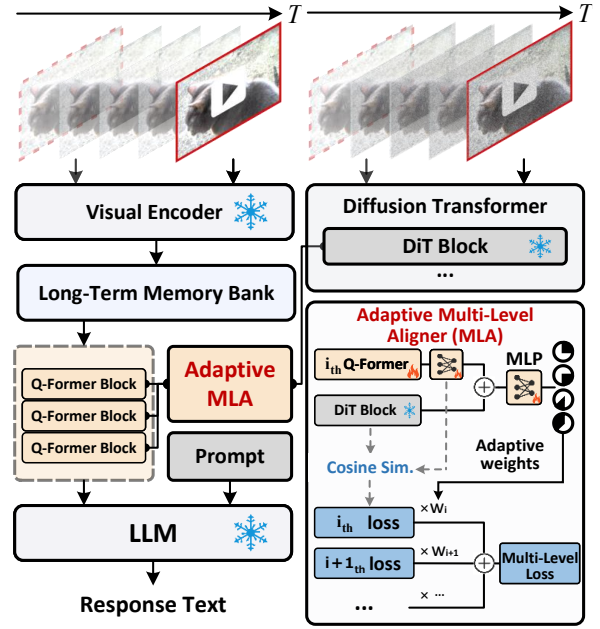 T
T
Visual Encoder
Long-Term Memory Bank
Q-Former Block
Q-Former Block
Q-Former Block
Adaptive
MLA
Prompt
LLM
Response Text
Diffusion Transformer
DiT Block
...
Adaptive Multi-Level
Aligner (MLA)
i_th Q-Former
MLP
DiT Block
Cosine Sim.
Adaptive
weights
i_th loss
× W_i
i+1_th loss
× W_{i+1}
Multi-Level
Loss
...
× ...